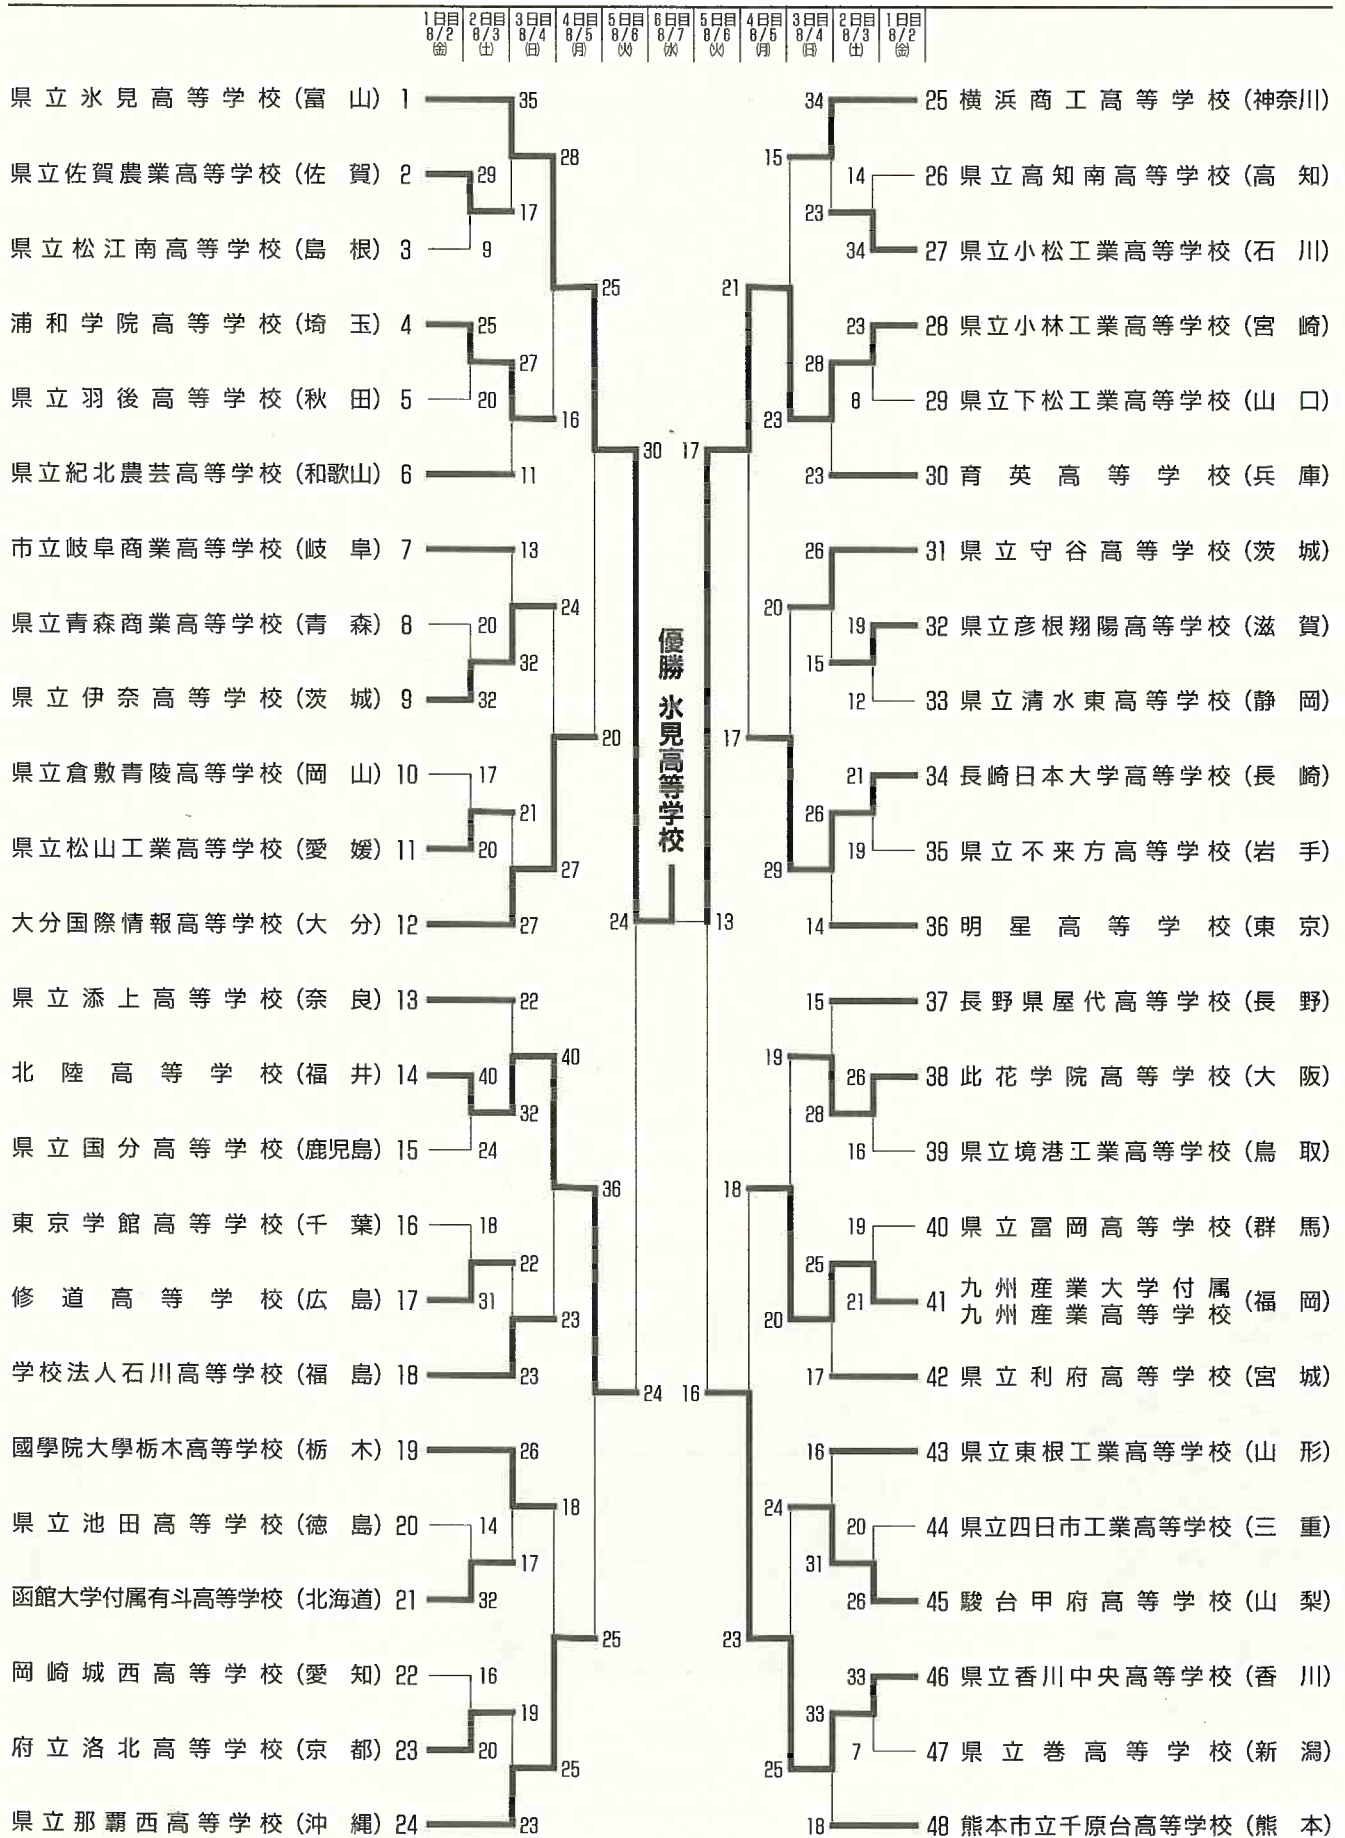 1日目 2日目 3日目 4日目 5日目 6日目 5日目 4日目 3日目 2日目 1日目
8/2 8/3 8/4 8/5 8/6 8/7 8/6 8/5 8/4 8/3 8/2
(金) (土) (日) (月) (火) (水) (火) (月) (日) (土) (金)
県立氷見高等学校(富山) 1 35
28
県立佐賀農業高等学校(佐賀) 2 29
17
県立松江南高等学校(島根) 3 9
25
浦和学院高等学校(埼玉) 4 25
27
県立羽後高等学校(秋田) 5 20
16
県立紀北農芸高等学校(和歌山) 6 11
30
市立岐阜商業高等学校(岐阜) 7 13
24
県立青森商業高等学校(青森) 8 20
32
県立伊奈高等学校(茨城) 9 32
20
県立倉敷青陵高等学校(岡山) 10 17
21
県立松山工業高等学校(愛媛) 11 20
27
大分国際情報高等学校(大分) 12 27
24
県立添上高等学校(奈良) 13 22
40
北陸高等学校(福井) 14 40
32
県立国分高等学校(鹿児島) 15 24
36
東京学館高等学校(千葉) 16 18
22
修道高等学校(広島) 17 31
23
学校法人石川高等学校(福島) 18 23
24
國學院大學栃木高等学校(栃木) 19 26
18
県立池田高等学校(徳島) 20 14
17
函館大学付属有斗高等学校(北海道) 21 32
25
岡崎城西高等学校(愛知) 22 16
19
府立洛北高等学校(京都) 23 20
25
県立那覇西高等学校(沖縄) 24 23
優勝 氷見高等学校
34 25 横浜商工高等学校(神奈川)
15
14 26 県立高知南高等学校(高知)
23
34 27 県立小松工業高等学校(石川)
21
23 28 県立小林工業高等学校(宮崎)
28
8 29 県立下松工業高等学校(山口)
23
23 30 育英高等学校(兵庫)
17
26 31 県立守谷高等学校(茨城)
20
19 32 県立彦根翔陽高等学校(滋賀)
15
12 33 県立清水東高等学校(静岡)
17
21 34 長崎日本大学高等学校(長崎)
26
19 35 県立不来方高等学校(岩手)
29
14 36 明星高等学校(東京)
13
15 37 長野県屋代高等学校(長野)
19
26 38 此花学院高等学校(大阪)
28
16 39 県立境港工業高等学校(鳥取)
18
19 40 県立富岡高等学校(群馬)
25
21 41 九州産業大学付属
九州産業高等学校(福岡)
20
17 42 県立利府高等学校(宮城)
16
16 43 県立東根工業高等学校(山形)
24
20 44 県立四日市工業高等学校(三重)
31
26 45 駿台甲府高等学校(山梨)
23
33 46 県立香川中央高等学校(香川)
33
7 47 県立巻高等学校(新潟)
25
18 48 熊本市立千原台高等学校(熊本)